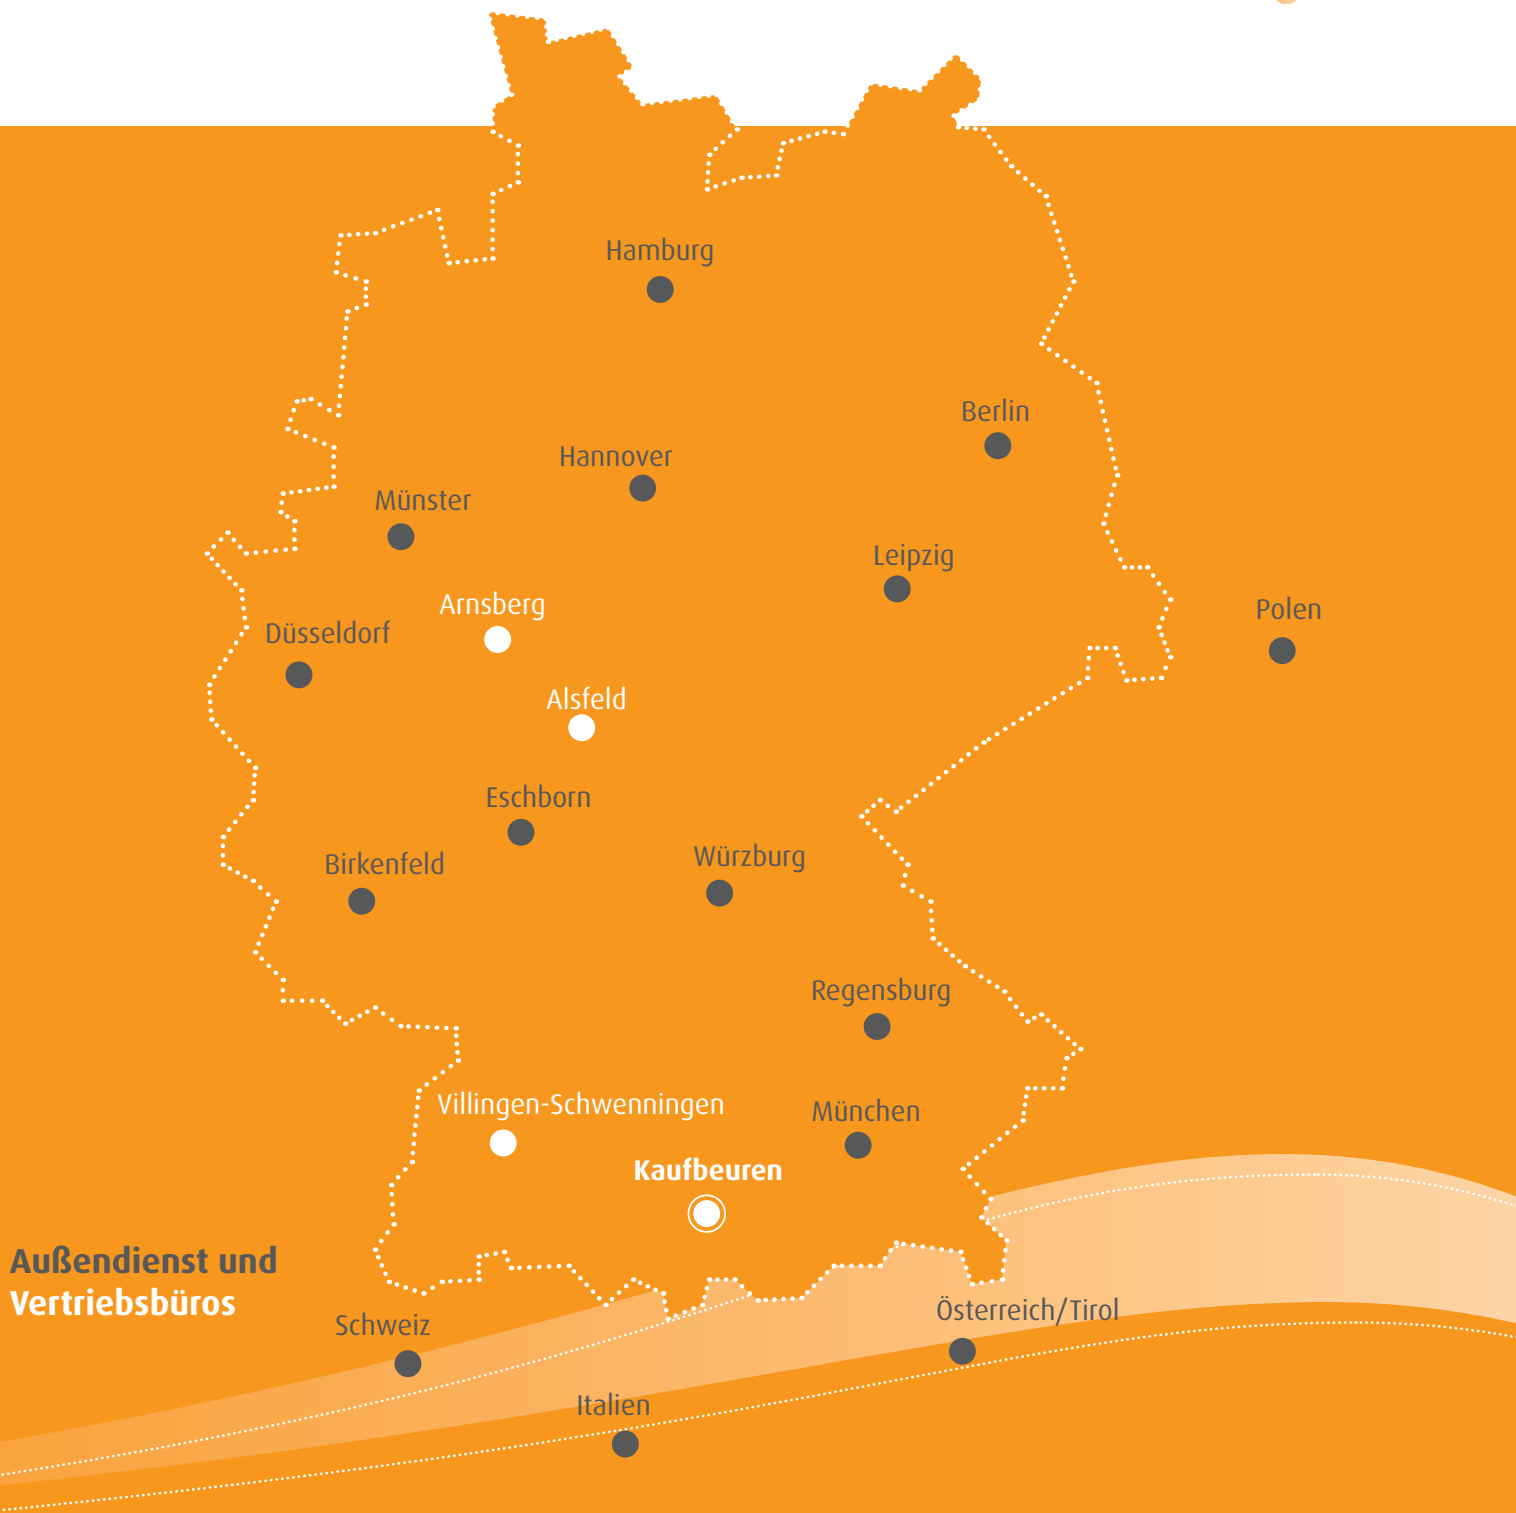 Hamburg
Berlin
Hannover
Münster
Leipzig
Arnsberg
Polen
Düsseldorf
Alsfeld
Eschborn
Würzburg
Birkenfeld
Regensburg
Villingen-Schwenningen
München
Kaufbeuren
Außendienst und
Vertriebsbüros
Österreich/Tirol
Schweiz
Italien